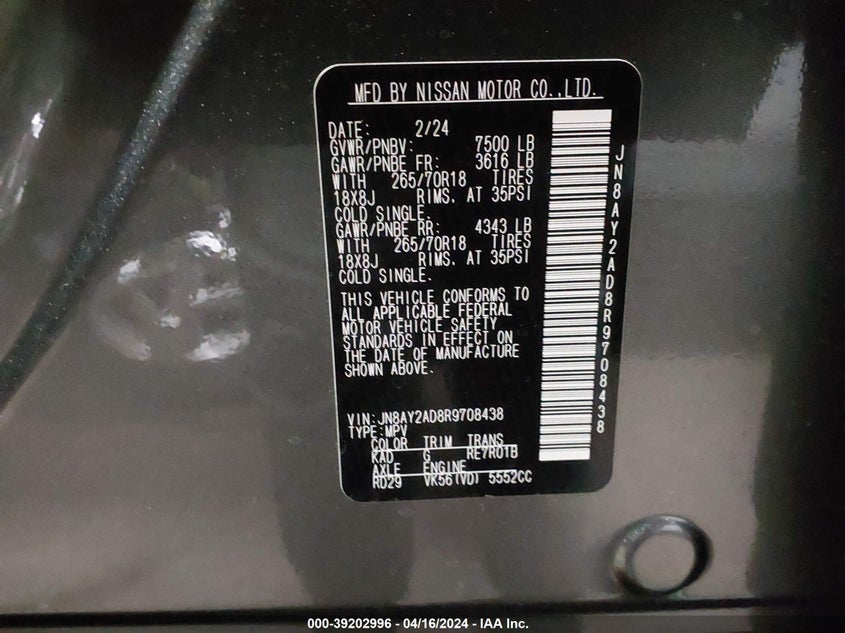 MFD BY NISSAN MOTOR CO.,LTD.
DATE: 2/24
GVWR/PNBV: 7500 LB
GAWR/PNBE FR: 3616 LB
WITH 265/70R18 TIRES
18X8J RIMS, AT 35PSI
COLD SINGLE.
GAWR/PNBE RR: 4343 LB
WITH 265/70R18 TIRES
18X8J RIMS, AT 35PSI
COLD SINGLE.
THIS VEHICLE CONFORMS TO
ALL APPLICABLE FEDERAL
MOTOR VEHICLE SAFETY
STANDARDS IN EFFECT ON
THE DATE OF MANUFACTURE
SHOWN ABOVE.
VIN:JN8AY2AD8R9708438
TYPE:MPV
COLOR TRIM TRANS
KAD G RE7R01B
AXLE ENGINE
RD29 VK56(VD) 5552CC
JN8AY2AD8R9708438
000-39202996 - 04/16/2024 - IAA Inc.